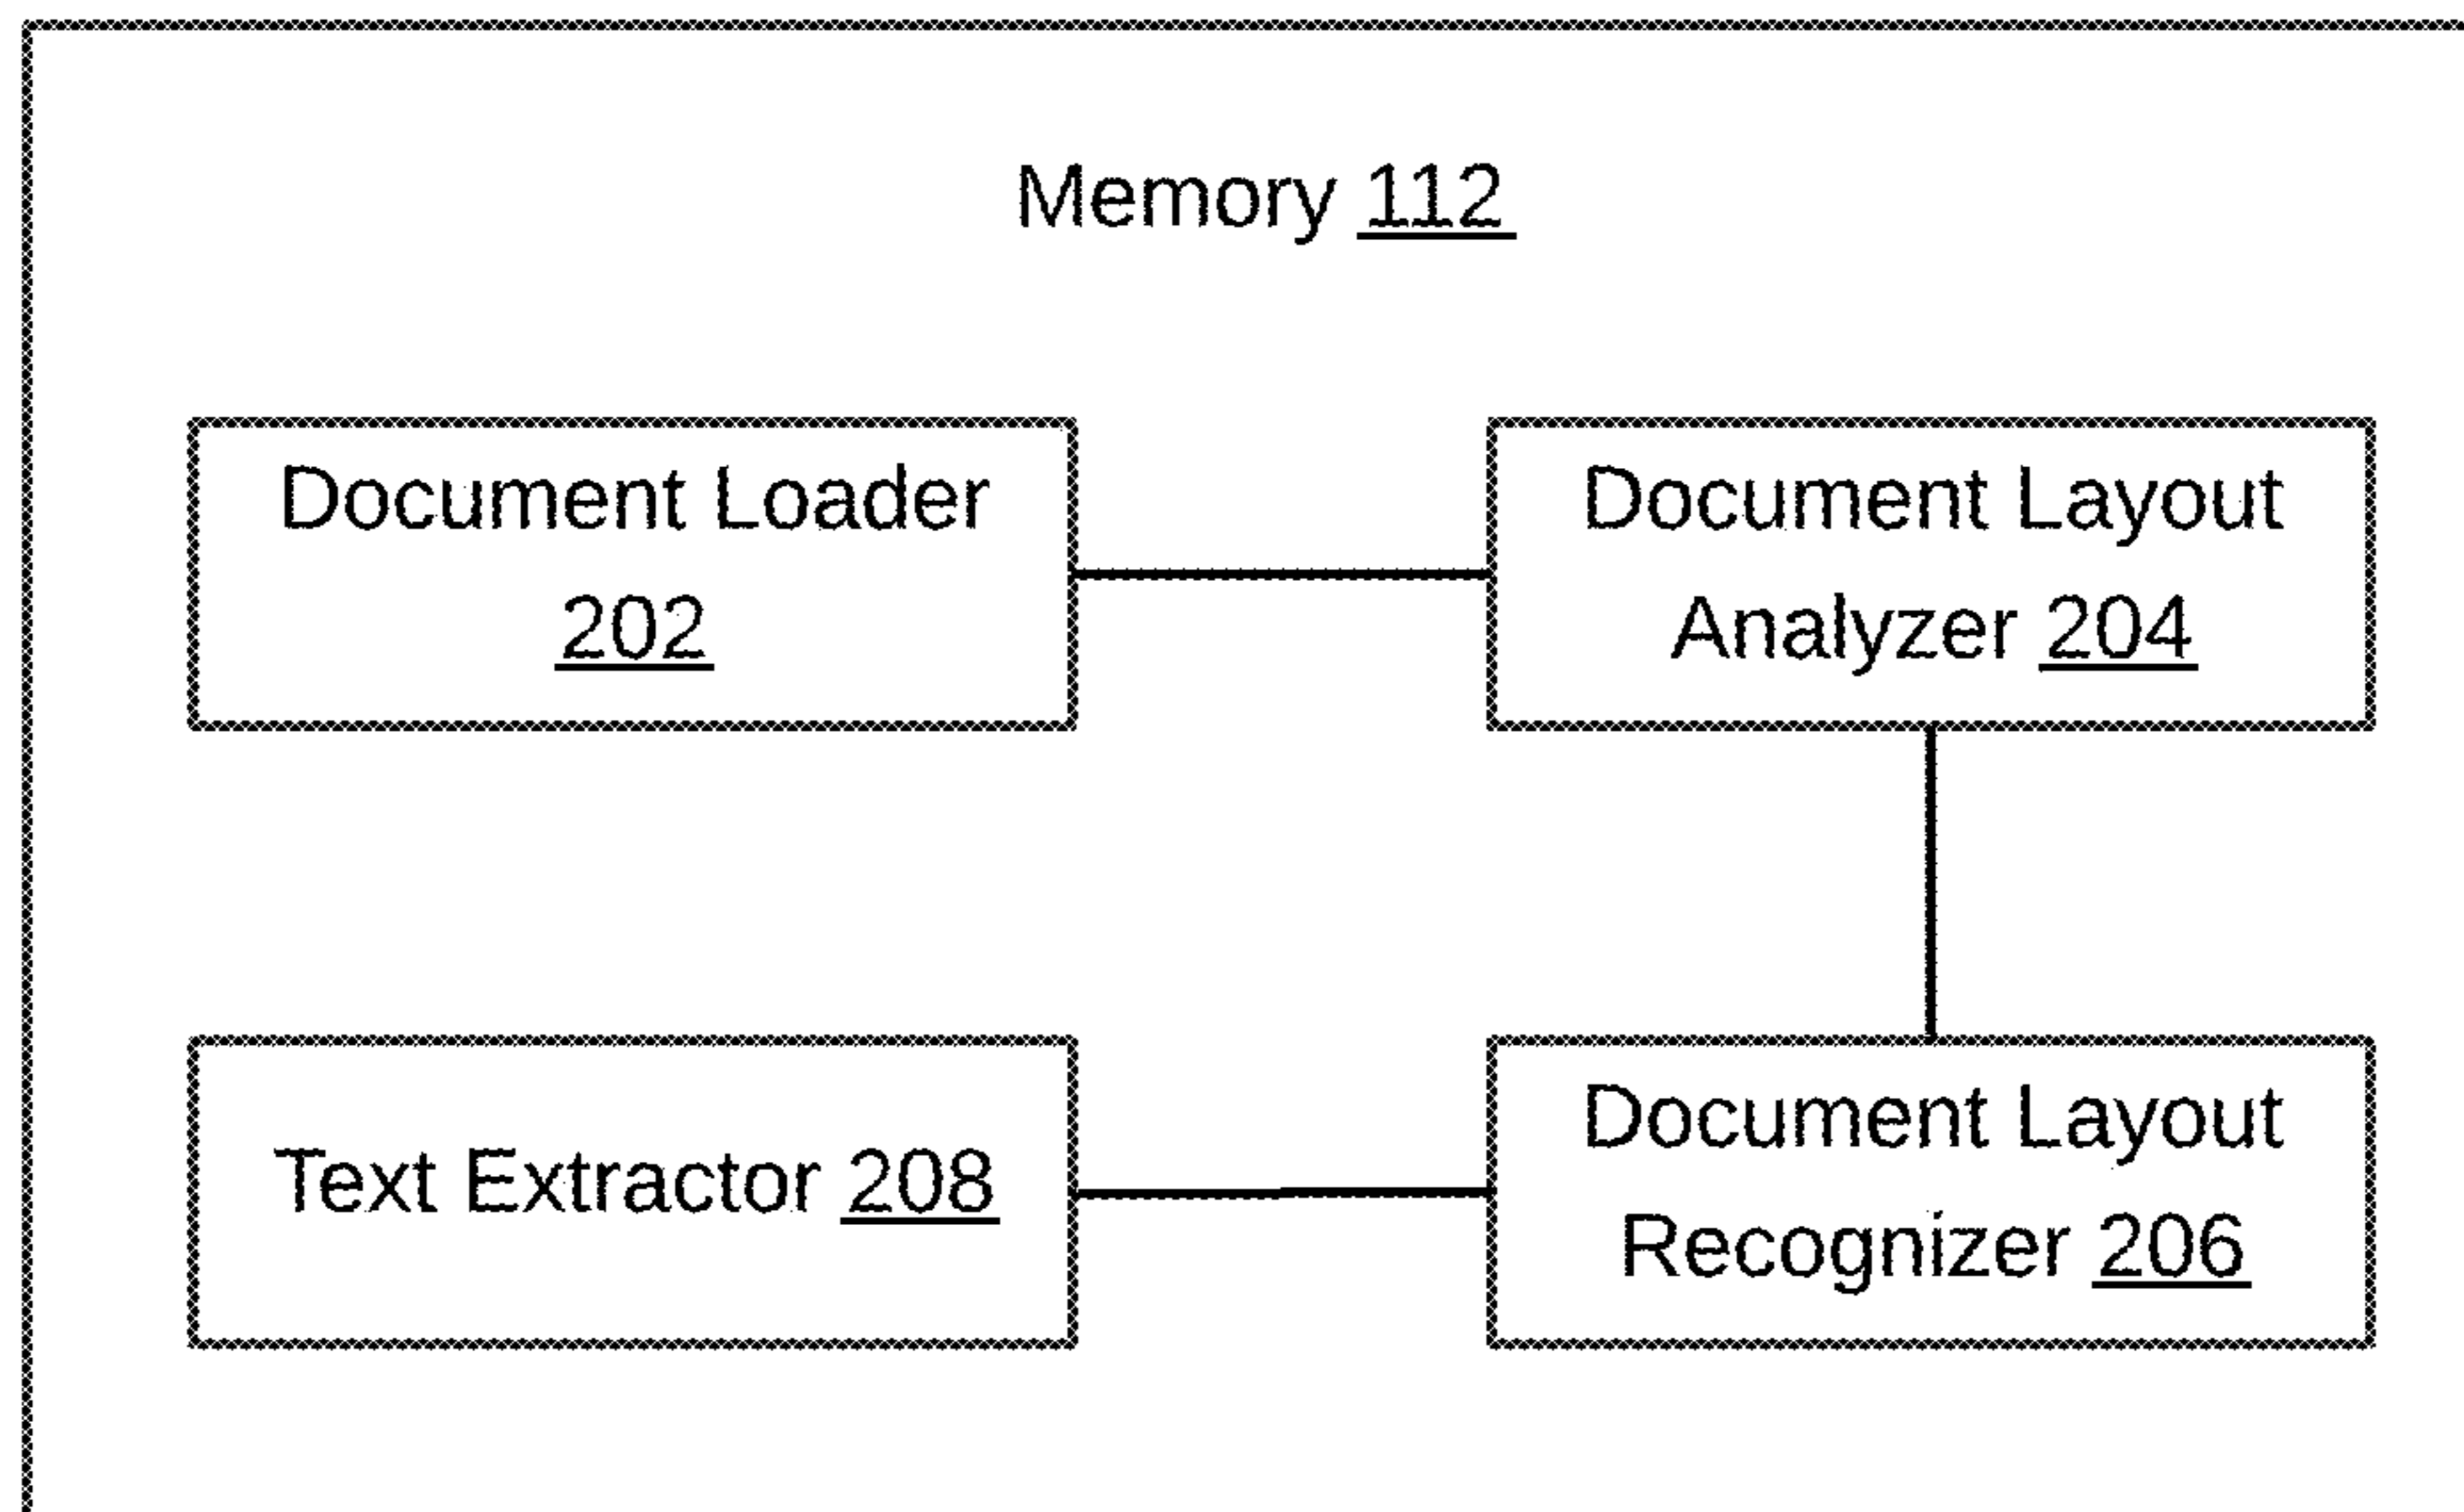 Memory 112
Document Loader
202
Document Layout
Analyzer 204
Text Extractor 208
Document Layout
Recognizer 206